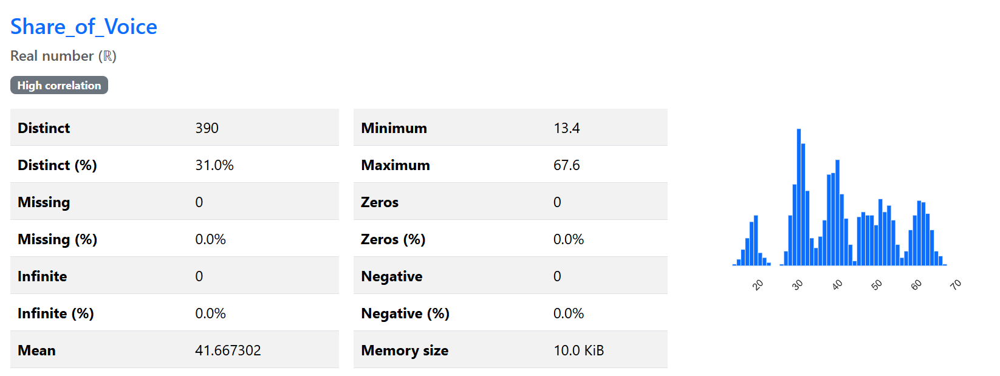 Share_of_Voice
Real number (ℝ)
High correlation
Distinct 390
Distinct (%) 31.0%
Missing 0
Missing (%) 0.0%
Infinite 0
Infinite (%) 0.0%
Mean 41.667302
Minimum 13.4
Maximum 67.6
Zeros 0
Zeros (%) 0.0%
Negative 0
Negative (%) 0.0%
Memory size 10.0 KiB
20 30 40 50 60 70